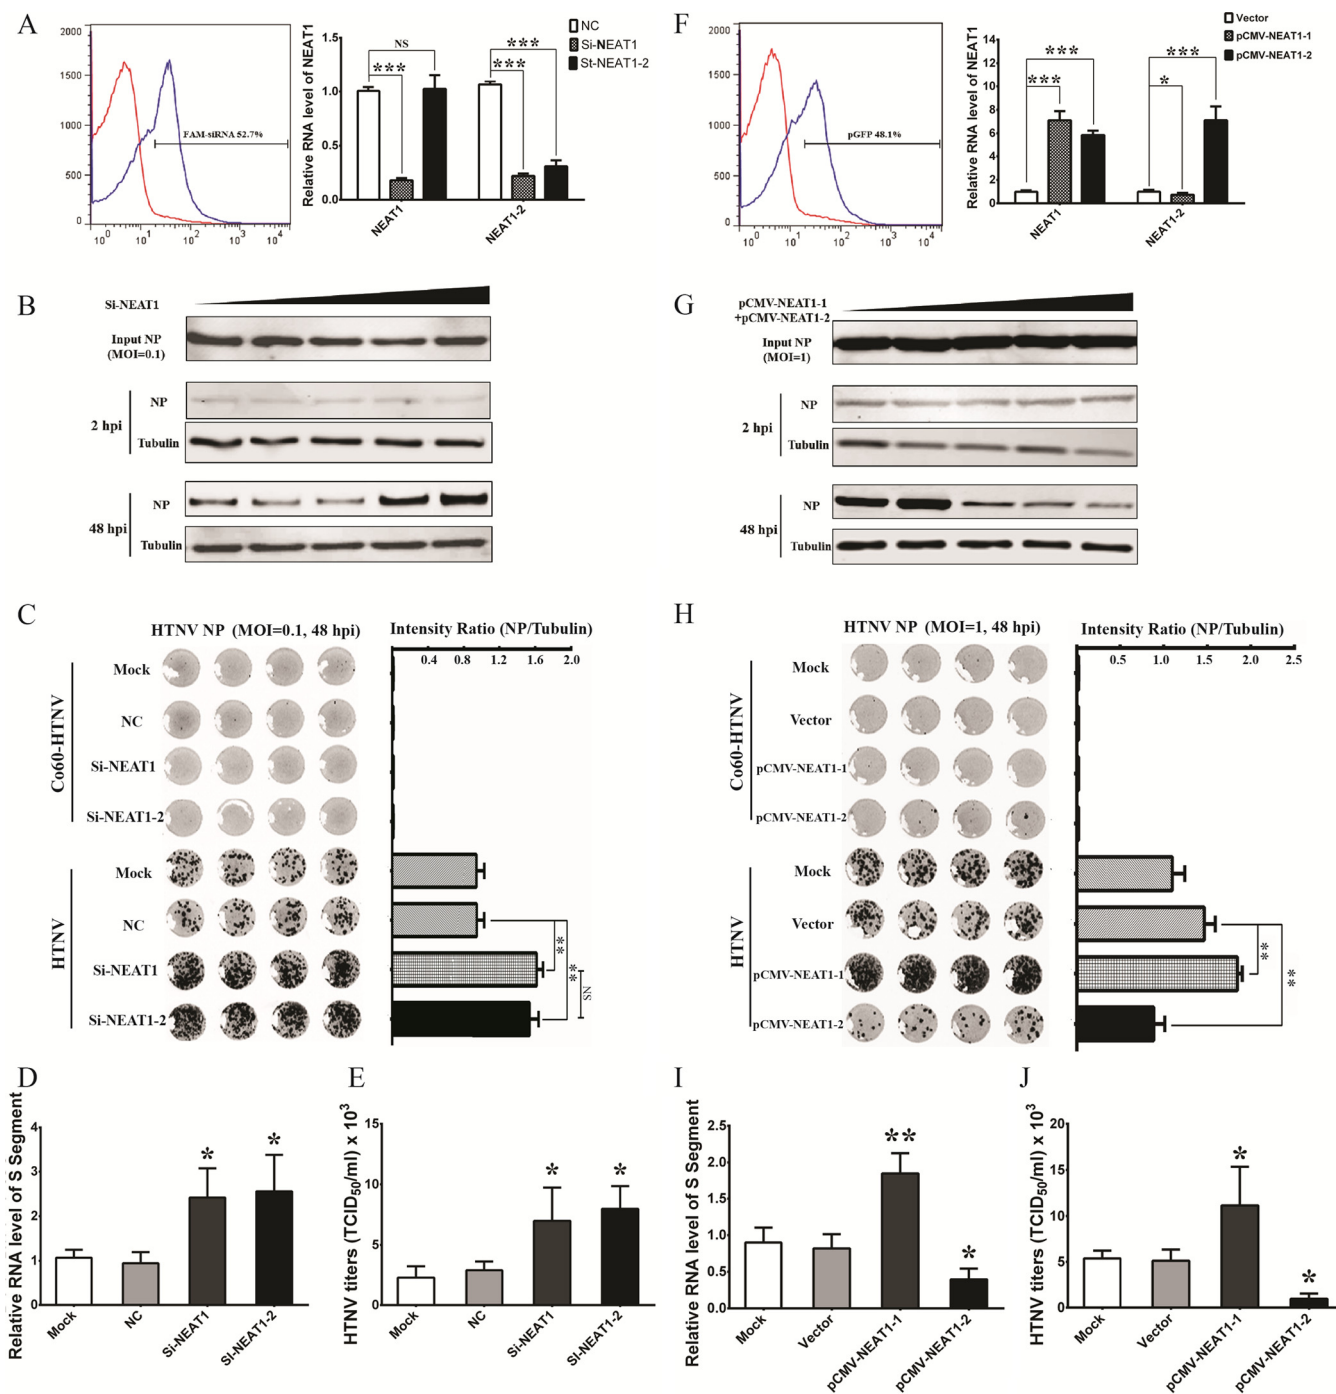 A
2000
1500
1000
500
0
FAM-siRNA 52.7%
10^0 10^1 10^2 10^3 10^4
Relative RNA level of NEAT1
1.5
1.0
0.5
0.0
NS
***
***
***
NEAT1
NEAT1-2
NC
Si-NEAT1
St-NEAT1-2
F
2000
1500
1000
500
0
pGFP 48.1%
10^0 10^1 10^2 10^3 10^4
Relative RNA level of NEAT1
14
12
10
8
6
4
2
0
***
***
***
*
NEAT1
NEAT1-2
Vector
pCMV-NEAT1-1
pCMV-NEAT1-2
B
Si-NEAT1
Input NP
(MOI=0.1)
2 hpi
NP
Tubulin
48 hpi
NP
Tubulin
G
pCMV-NEAT1-1
+pCMV-NEAT1-2
Input NP
(MOI=1)
2 hpi
NP
Tubulin
48 hpi
NP
Tubulin
C
HTNV NP (MOI=0.1, 48 hpi)
Intensity Ratio (NP/Tubulin)
0.4 0.8 1.2 1.6 2.0
Co60-HTNV
Mock
NC
Si-NEAT1
Si-NEAT1-2
HTNV
Mock
NC
Si-NEAT1
Si-NEAT1-2
**
**
NS
H
HTNV NP (MOI=1, 48 hpi)
Intensity Ratio (NP/Tubulin)
0.5 1.0 1.5 2.0 2.5
Co60-HTNV
Mock
Vector
pCMV-NEAT1-1
pCMV-NEAT1-2
HTNV
Mock
Vector
pCMV-NEAT1-1
pCMV-NEAT1-2
**
**
D
Relative RNA level of S Segment
4
3
2
1
0
*
*
Mock
NC
Si-NEAT1
SI-NEAT1-2
E
HTNV titers (TCID50/ml) x 10^3
15
10
5
0
*
*
Mock
NC
Si-NEAT1
SI-NEAT1-2
I
Relative RNA level of S Segment
2.5
2.0
1.5
1.0
0.5
0.0
**
*
Mock
Vector
pCMV-NEAT1-1
pCMV-NEAT1-2
J
HTNV titers (TCID50/ml) x 10^3
20
15
10
5
0
*
*
Mock
Vector
pCMV-NEAT1-1
pCMV-NEAT1-2